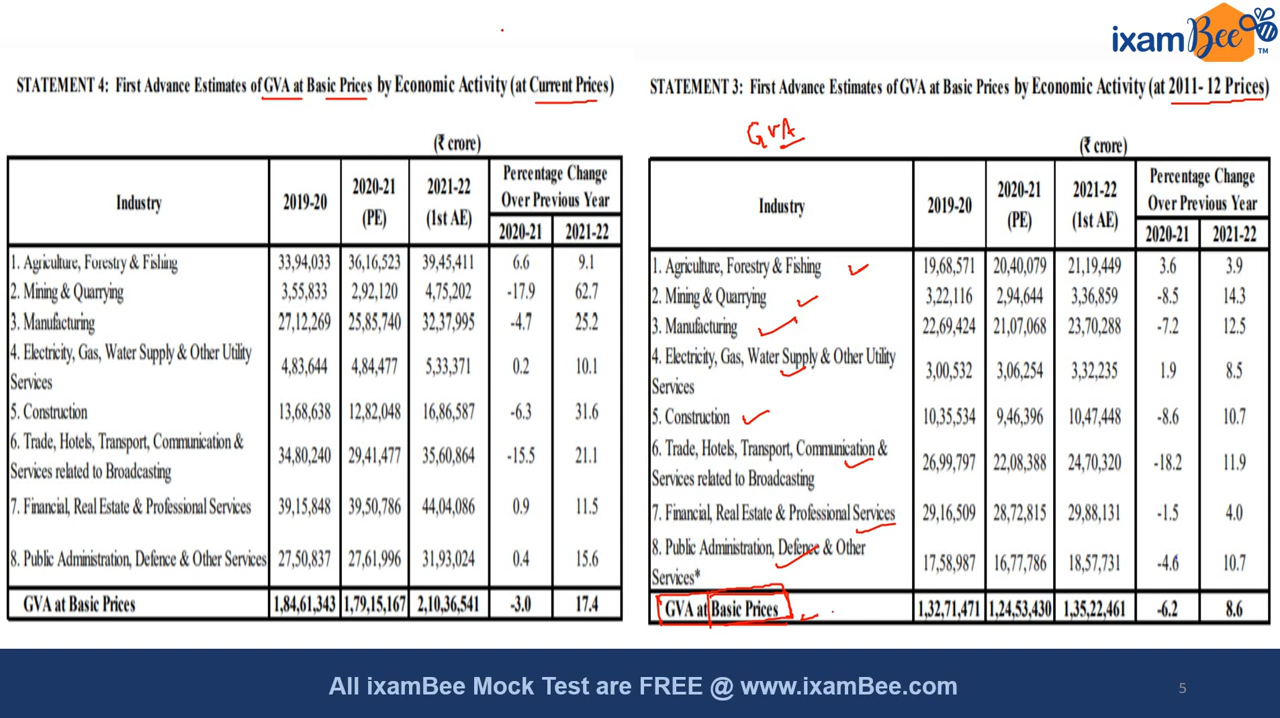 ixamBee
TM
STATEMENT 4: First Advance Estimates of GVA at Basic Prices by Economic Activity (at Current Prices)
(₹ crore)
Industry 2019-20 2020-21 (PE) 2021-22 (1st AE) Percentage Change Over Previous Year
2020-21 2021-22
1. Agriculture, Forestry & Fishing 33,94,033 36,16,523 39,45,411 6.6 9.1
2. Mining & Quarrying 3,55,833 2,92,120 4,75,202 -17.9 62.7
3. Manufacturing 27,12,269 25,85,740 32,37,995 -4.7 25.2
4. Electricity, Gas, Water Supply & Other Utility
Services 4,83,644 4,84,477 5,33,371 0.2 10.1
5. Construction 13,68,638 12,82,048 16,86,587 -6.3 31.6
6. Trade, Hotels, Transport, Communication &
Services related to Broadcasting 34,80,240 29,41,477 35,60,864 -15.5 21.1
7. Financial, Real Estate & Professional Services 39,15,848 39,50,786 44,04,086 0.9 11.5
8. Public Administration, Defence & Other Services 27,50,837 27,61,996 31,93,024 0.4 15.6
GVA at Basic Prices 1,84,61,343 1,79,15,167 2,10,36,541 -3.0 17.4
STATEMENT 3: First Advance Estimates of GVA at Basic Prices by Economic Activity (at 2011- 12 Prices)
GVA
(₹ crore)
Industry 2019-20 2020-21 (PE) 2021-22 (1st AE) Percentage Change Over Previous Year
2020-21 2021-22
1. Agriculture, Forestry & Fishing 19,68,571 20,40,079 21,19,449 3.6 3.9
2. Mining & Quarrying 3,22,116 2,94,644 3,36,859 -8.5 14.3
3. Manufacturing 22,69,424 21,07,068 23,70,288 -7.2 12.5
4. Electricity, Gas, Water Supply & Other Utility
Services 3,00,532 3,06,254 3,32,235 1.9 8.5
5. Construction 10,35,534 9,46,396 10,47,448 -8.6 10.7
6. Trade, Hotels, Transport, Communication &
Services related to Broadcasting 26,99,797 22,08,388 24,70,320 -18.2 11.9
7. Financial, Real Estate & Professional Services 29,16,509 28,72,815 29,88,131 -1.5 4.0
8. Public Administration, Defence & Other
Services* 17,58,987 16,77,786 18,57,731 -4.6 10.7
GVA at Basic Prices 1,32,71,471 1,24,53,430 1,35,22,461 -6.2 8.6
All ixamBee Mock Test are FREE @ www.ixamBee.com
5